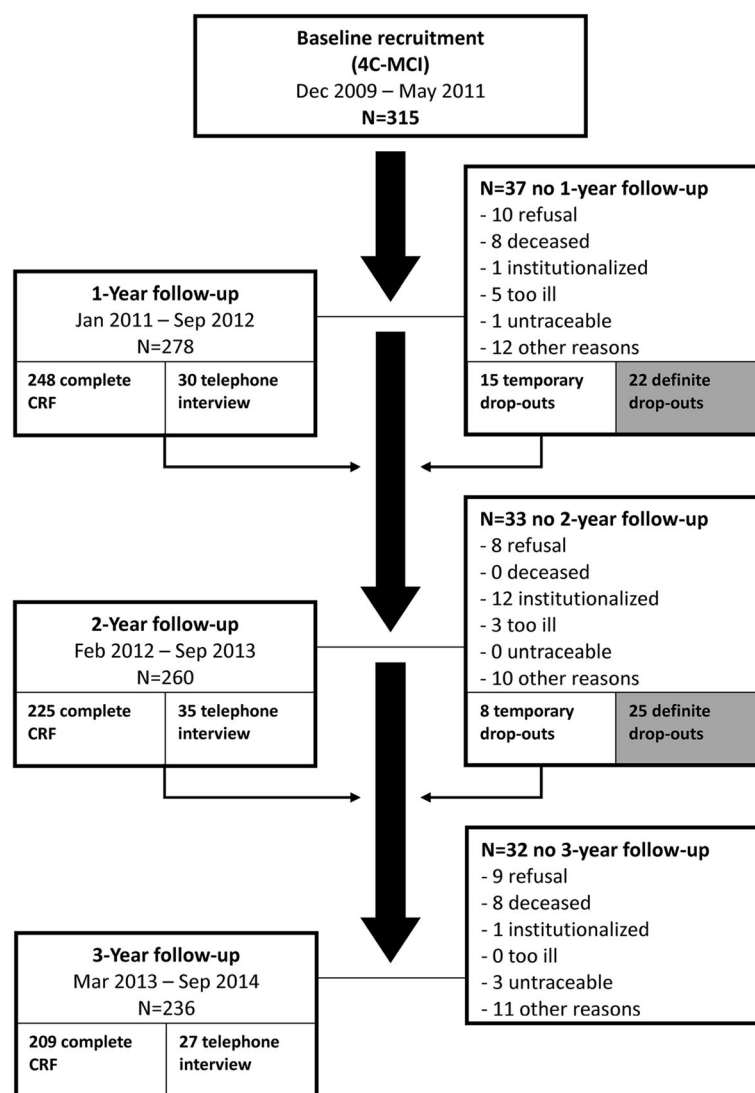 Baseline recruitment
(4C-MCI)
Dec 2009 – May 2011
N=315
N=37 no 1-year follow-up
- 10 refusal
- 8 deceased
- 1 institutionalized
- 5 too ill
- 1 untraceable
- 12 other reasons
15 temporary
drop-outs
22 definite
drop-outs
1-Year follow-up
Jan 2011 – Sep 2012
N=278
248 complete
CRF
30 telephone
interview
N=33 no 2-year follow-up
- 8 refusal
- 0 deceased
- 12 institutionalized
- 3 too ill
- 0 untraceable
- 10 other reasons
8 temporary
drop-outs
25 definite
drop-outs
2-Year follow-up
Feb 2012 – Sep 2013
N=260
225 complete
CRF
35 telephone
interview
N=32 no 3-year follow-up
- 9 refusal
- 8 deceased
- 1 institutionalized
- 0 too ill
- 3 untraceable
- 11 other reasons
3-Year follow-up
Mar 2013 – Sep 2014
N=236
209 complete
CRF
27 telephone
interview